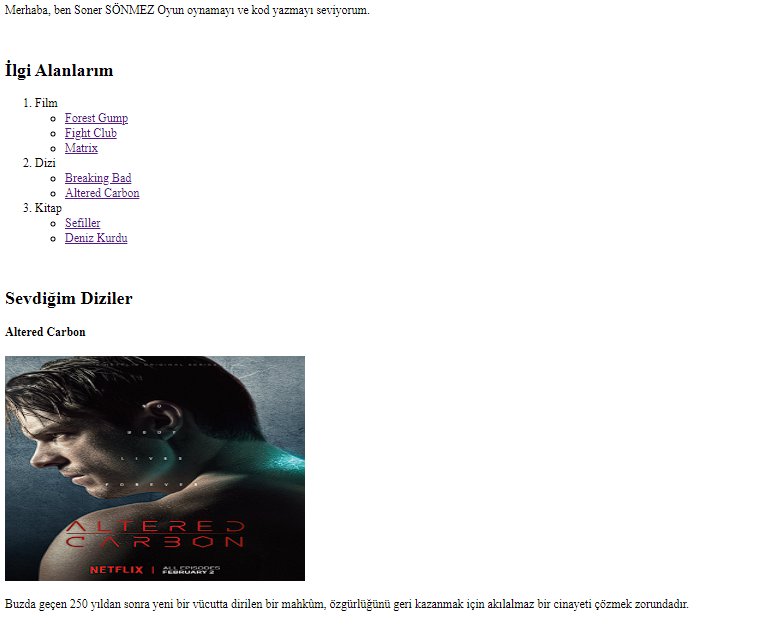 Merhaba, ben Soner SÖNMEZ Oyun oynamayı ve kod yazmayı seviyorum.
İlgi Alanlarım
1. Film
Forest Gump
Fight Club
Matrix
2. Dizi
Breaking Bad
Altered Carbon
3. Kitap
Sefiller
Deniz Kurdu
Sevdiğim Diziler
Altered Carbon
NO
BODY
LIVES
FOREVER
ALTERED
CARBON
NETFLIX | ALL EPISODES
FEBRUARY 2
Buzda geçen 250 yıldan sonra yeni bir vücutta dirilen bir mahkûm, özgürlüğünü geri kazanmak için akılalmaz bir cinayeti çözmek zorundadır.